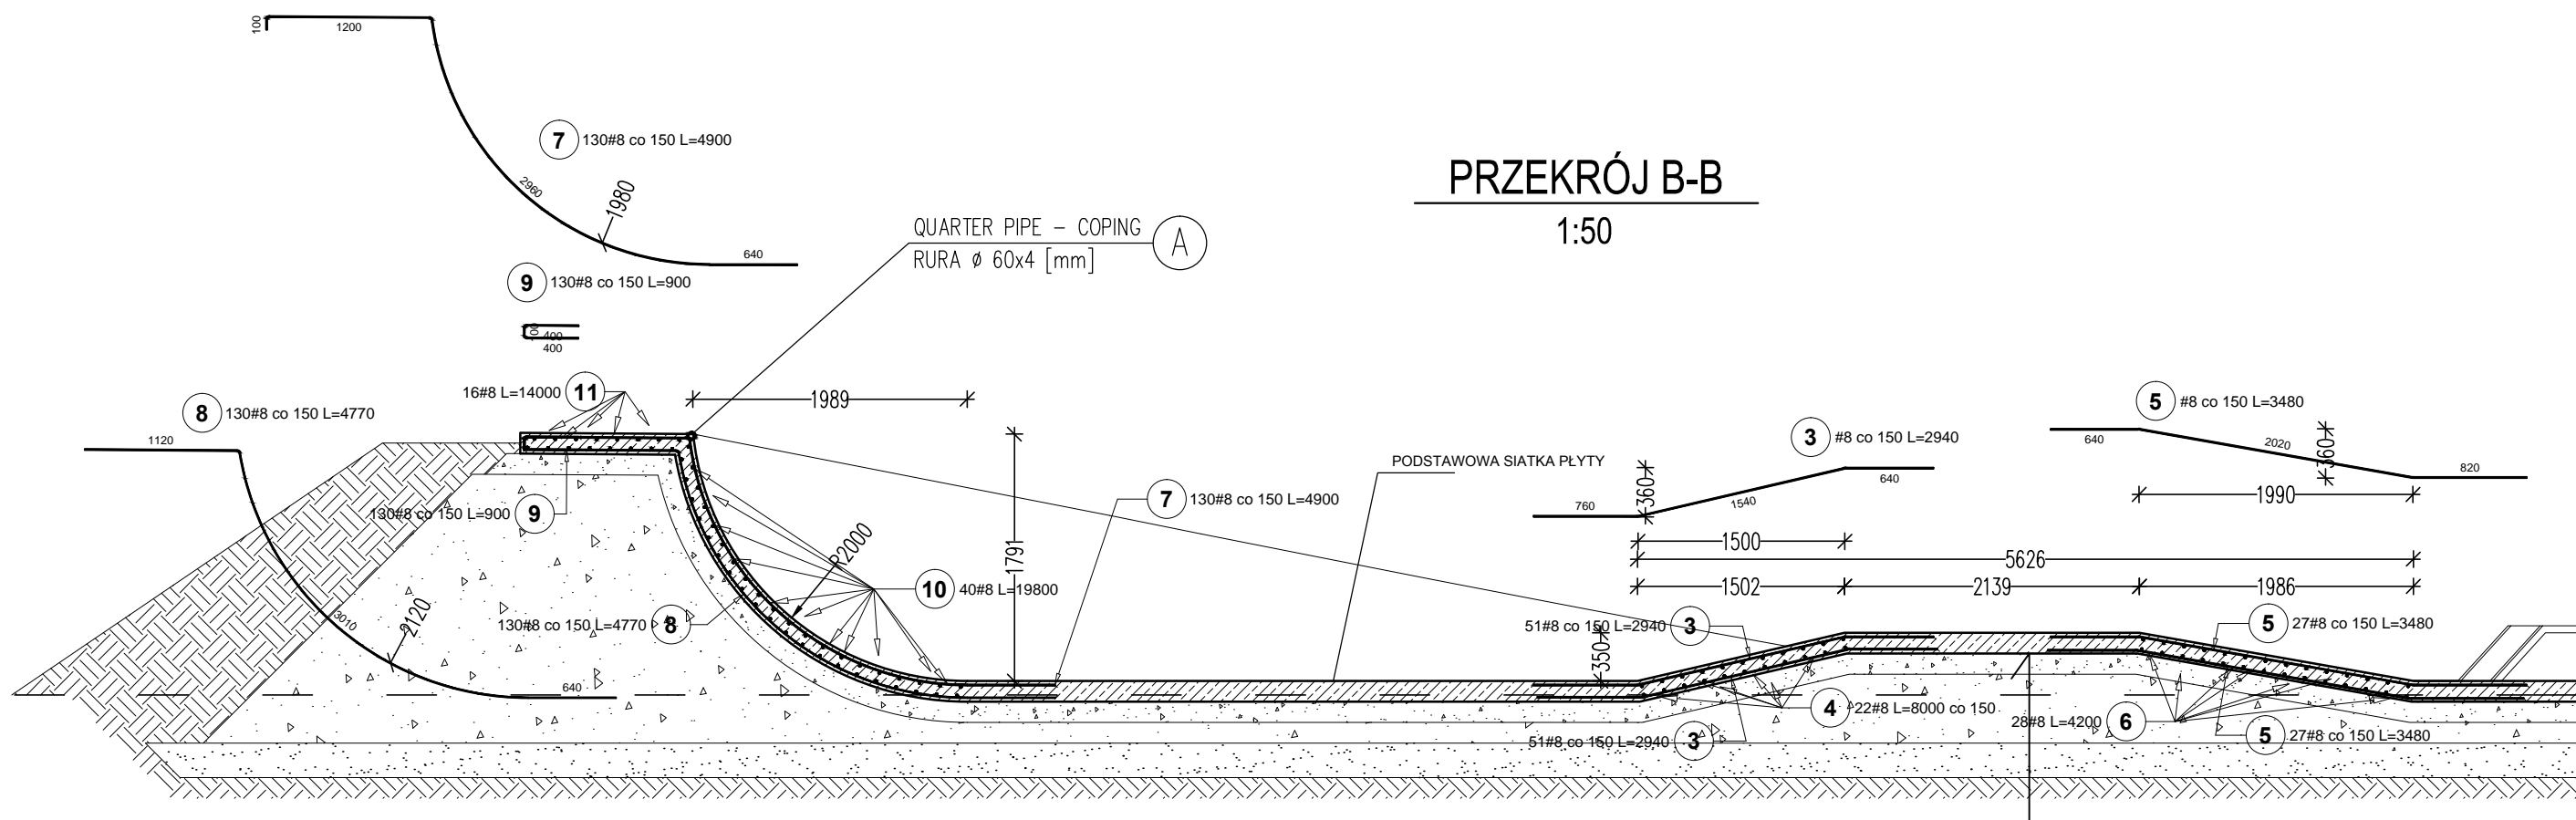 100
1200
7 130#8 co 150 L=4900
2960
1980
640
9 130#8 co 150 L=900
100
400
400
QUARTER PIPE - COPING
RURA ø 60x4 [mm]
A
PRZEKRÓJ B-B
1:50
16#8 L=14000 11
8 130#8 co 150 L=4770
1120
3010
2120
640
1989
1791
R2000
130#8 co 150 L=900 9
7 130#8 co 150 L=4900
10 40#8 L=19800
130#8 co 150 L=4770 8
PODSTAWOWA SIATKA PŁYTY
3 #8 co 150 L=2940
760
360
1540
640
5 #8 co 150 L=3480
640
2020
360
820
1990
1500
5626
1502
2139
1986
350
51#8 co 150 L=2940 3
5 27#8 co 150 L=3480
4 22#8 L=8000 co 150
28#8 L=4200 6
51#8 co 150 L=2940 3
5 27#8 co 150 L=3480